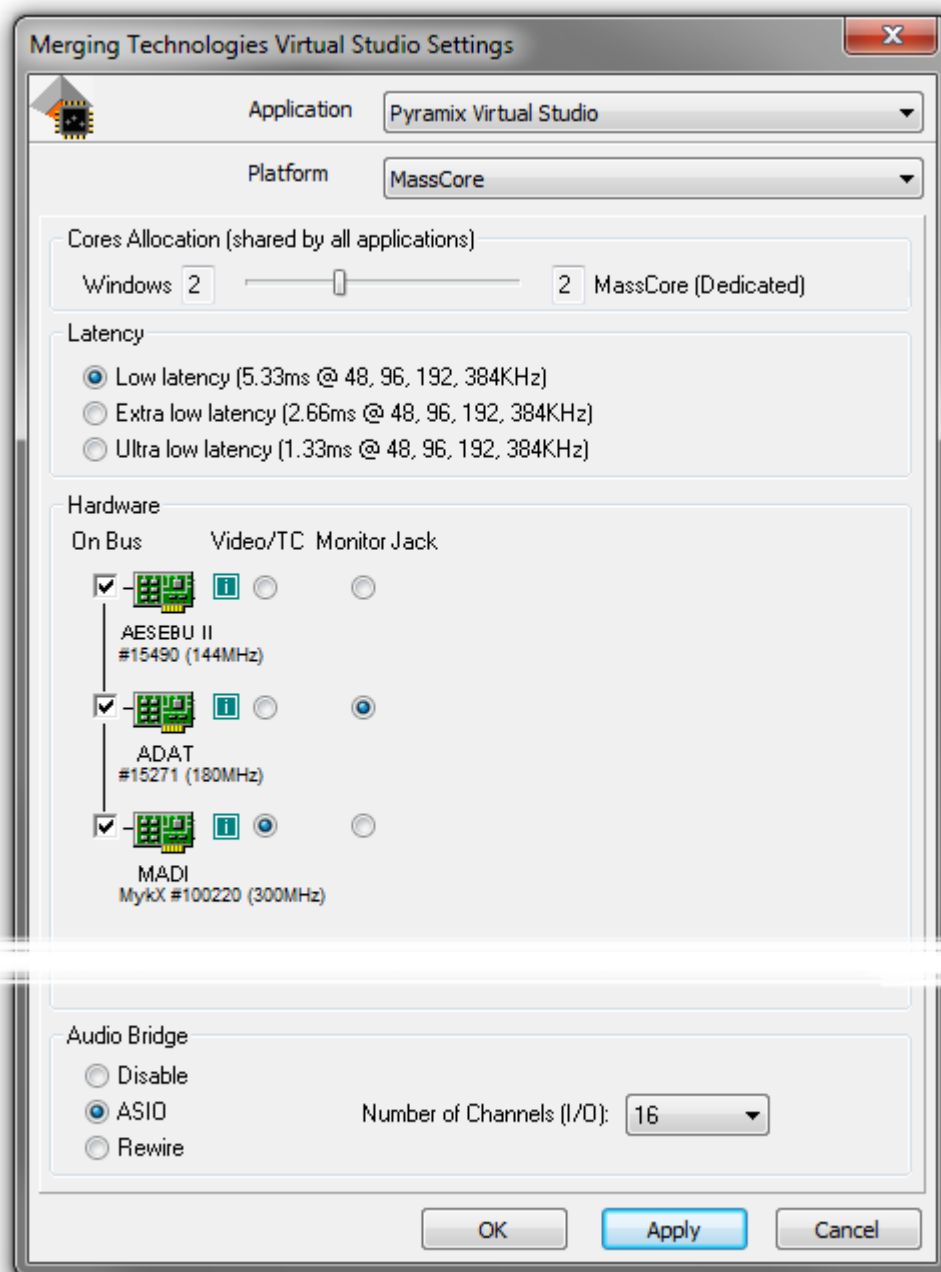 Merging Technologies Virtual Studio Settings
Application Pyramix Virtual Studio
Platform MassCore
Cores Allocation (shared by all applications)
Windows 2 2 MassCore (Dedicated)
Latency
Low latency (5.33ms @ 48, 96, 192, 384KHz)
Extra low latency (2.66ms @ 48, 96, 192, 384KHz)
Ultra low latency (1.33ms @ 48, 96, 192, 384KHz)
Hardware
On Bus Video/TC Monitor Jack
i
AESEBU II
#15490 (144MHz)
i
ADAT
#15271 (180MHz)
i
MADI
MykX #100220 (300MHz)
Audio Bridge
Disable
ASIO Number of Channels (I/O): 16
Rewire
OK Apply Cancel